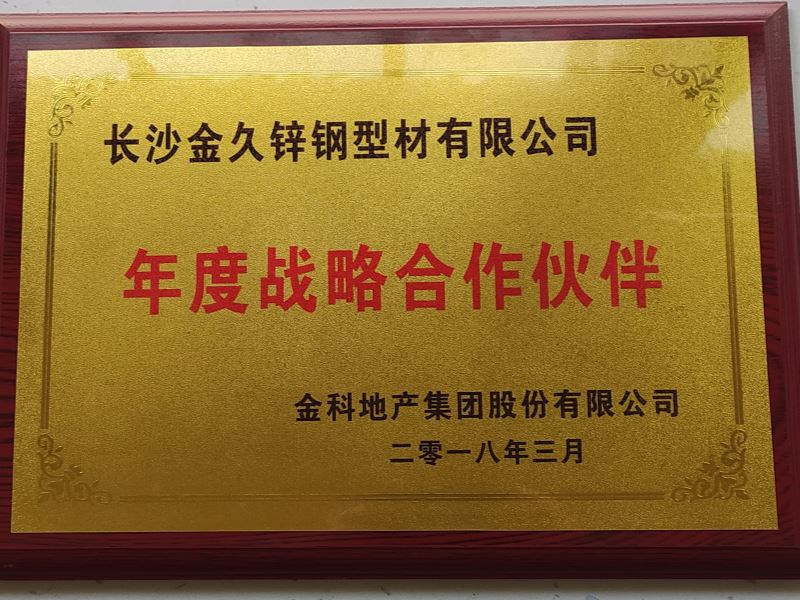 长沙金久锌钢型材有限公司
年度战略合作伙伴
金科地产集团股份有限公司
二零一八年三月